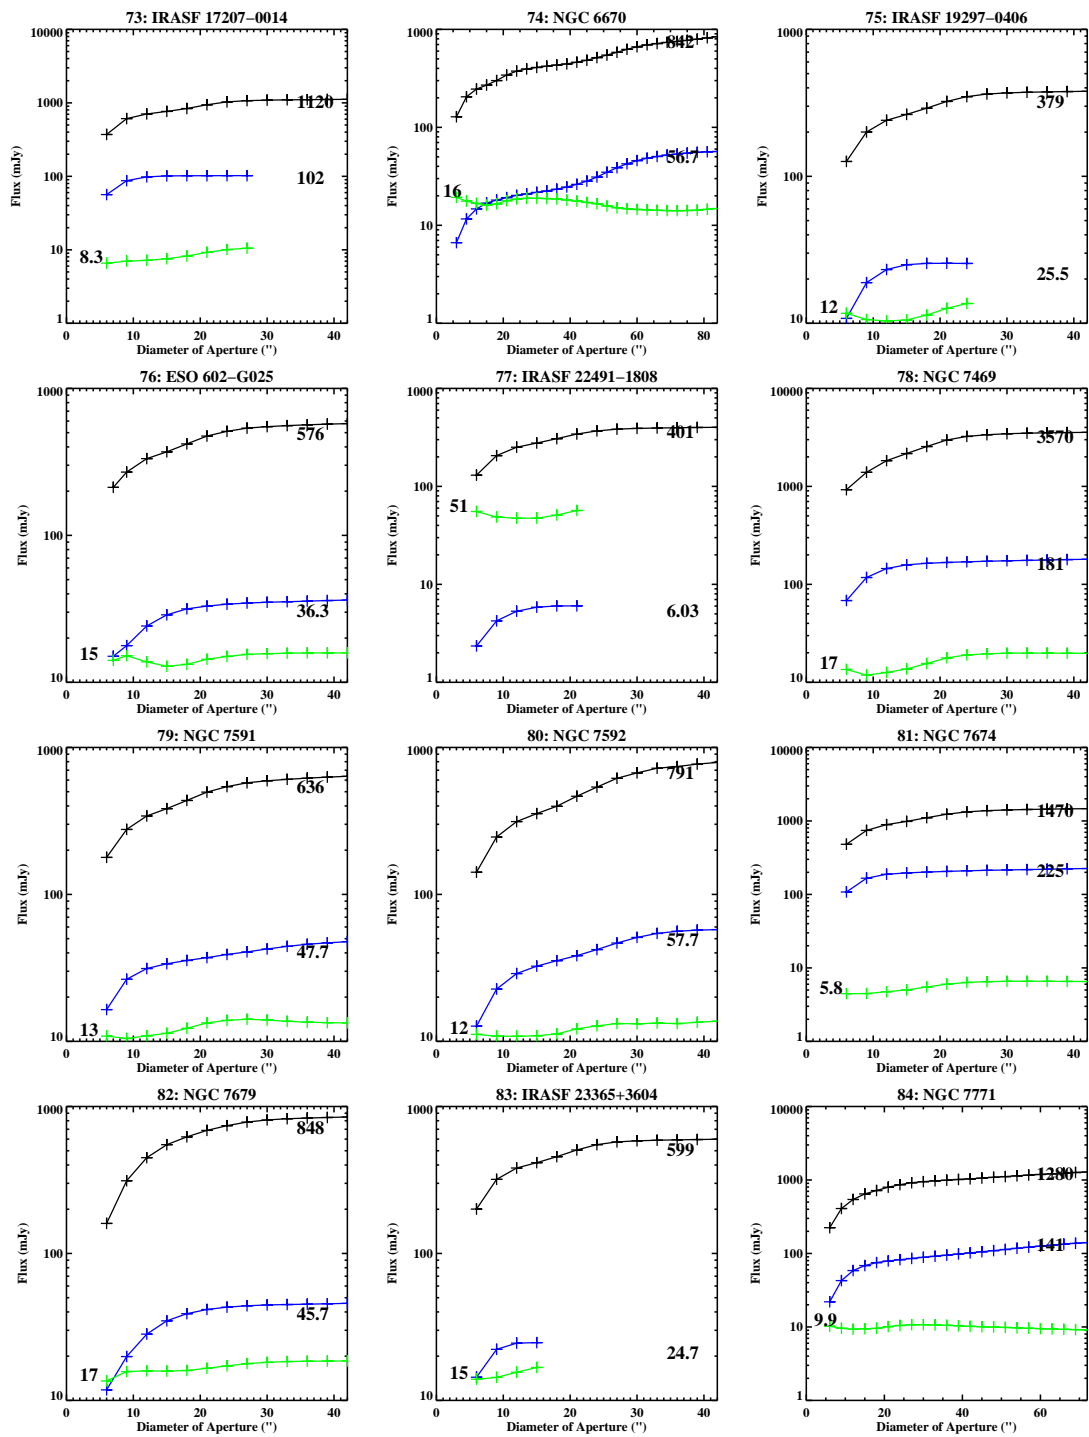 73: IRASF 17207−0014
10000
1000
100
10
1
Flux (mJy)
1120
102
8.3
0 10 20 30 40
Diameter of Aperture (")
74: NGC 6670
1000
100
10
1
Flux (mJy)
842
56.7
16
0 20 40 60 80
Diameter of Aperture (")
75: IRASF 19297−0406
1000
100
10
Flux (mJy)
379
25.5
12
0 10 20 30 40
Diameter of Aperture (")
76: ESO 602−G025
1000
100
10
Flux (mJy)
576
36.3
15
0 10 20 30 40
Diameter of Aperture (")
77: IRASF 22491−1808
1000
100
10
1
Flux (mJy)
401
51
6.03
0 10 20 30 40
Diameter of Aperture (")
78: NGC 7469
1000
100
10
Flux (mJy)
3570
181
17
0 10 20 30 40
Diameter of Aperture (")
79: NGC 7591
1000
100
10
Flux (mJy)
636
47.7
13
0 10 20 30 40
Diameter of Aperture (")
80: NGC 7592
1000
100
10
Flux (mJy)
791
57.7
12
0 10 20 30 40
Diameter of Aperture (")
81: NGC 7674
10000
1000
100
10
1
Flux (mJy)
1470
225
5.8
0 10 20 30 40
Diameter of Aperture (")
82: NGC 7679
1000
100
10
Flux (mJy)
848
45.7
17
0 10 20 30 40
Diameter of Aperture (")
83: IRASF 23365+3604
1000
100
10
Flux (mJy)
599
24.7
15
0 10 20 30 40
Diameter of Aperture (")
84: NGC 7771
10000
1000
100
10
1
Flux (mJy)
1280
141
9.9
0 20 40 60
Diameter of Aperture (")